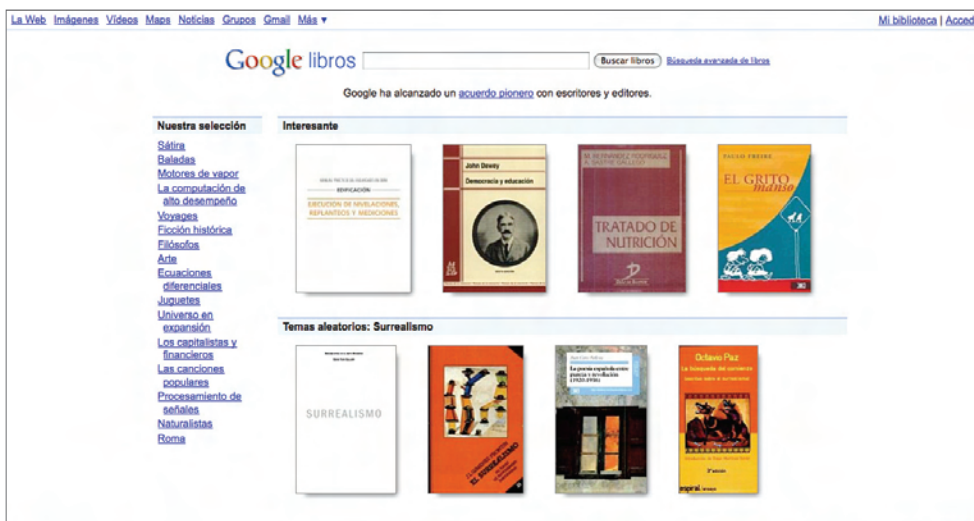 La Web Imágenes Vídeos Maps Noticias Grupos Gmail Más ▼
Mi biblioteca | Acced
Google libros
Buscar libros
Búsqueda avanzada de libros
Google ha alcanzado un acuerdo pionero con escritores y editores.
Nuestra selección
Sátira
Baladas
Motores de vapor
La computación de
alto desempeño
Voyages
Ficción histórica
Filósofos
Arte
Ecuaciones
diferenciales
Juguetes
Universo en
expansión
Los capitalistas y
financieros
Las canciones
populares
Procesamiento de
señales
Naturalistas
Roma
Interesante
EDIFICACIÓN
EJECUCIÓN DE NIVELACIONES,
REPLANTEOS Y MEDICIONES
John Dewey
Democracia y educación
M. HERNÁNDEZ RODRÍGUEZ
A. SASTRE GALLEGO
TRATADO DE
NUTRICIÓN
PAULO FREIRE
EL GRITO
manso
Temas aleatorios: Surrealismo
SURREALISMO
EL SURREALISMO
La poesía española entre
pureza y revolución
(1920-1936)
Octavio Paz
La búsqueda del comienzo
espiral